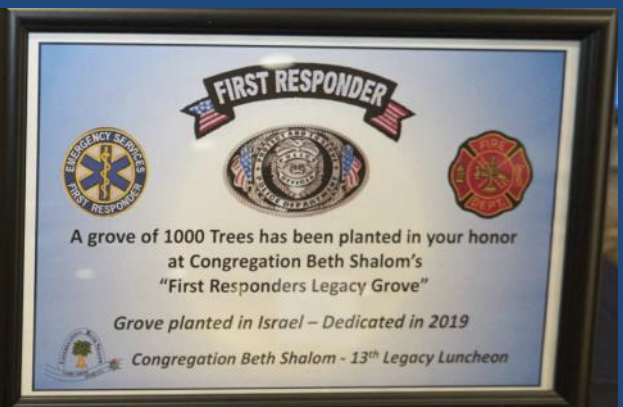 FIRST RESPONDER
EMERGENCY SERVICES
FIRST RESPONDER
POLICE DEPARTMENT
FIRE
DEPT.
A grove of 1000 Trees has been planted in your honor
at Congregation Beth Shalom’s
“First Responders Legacy Grove”
Grove planted in Israel – Dedicated in 2019
Congregation Beth Shalom - 13th Legacy Luncheon